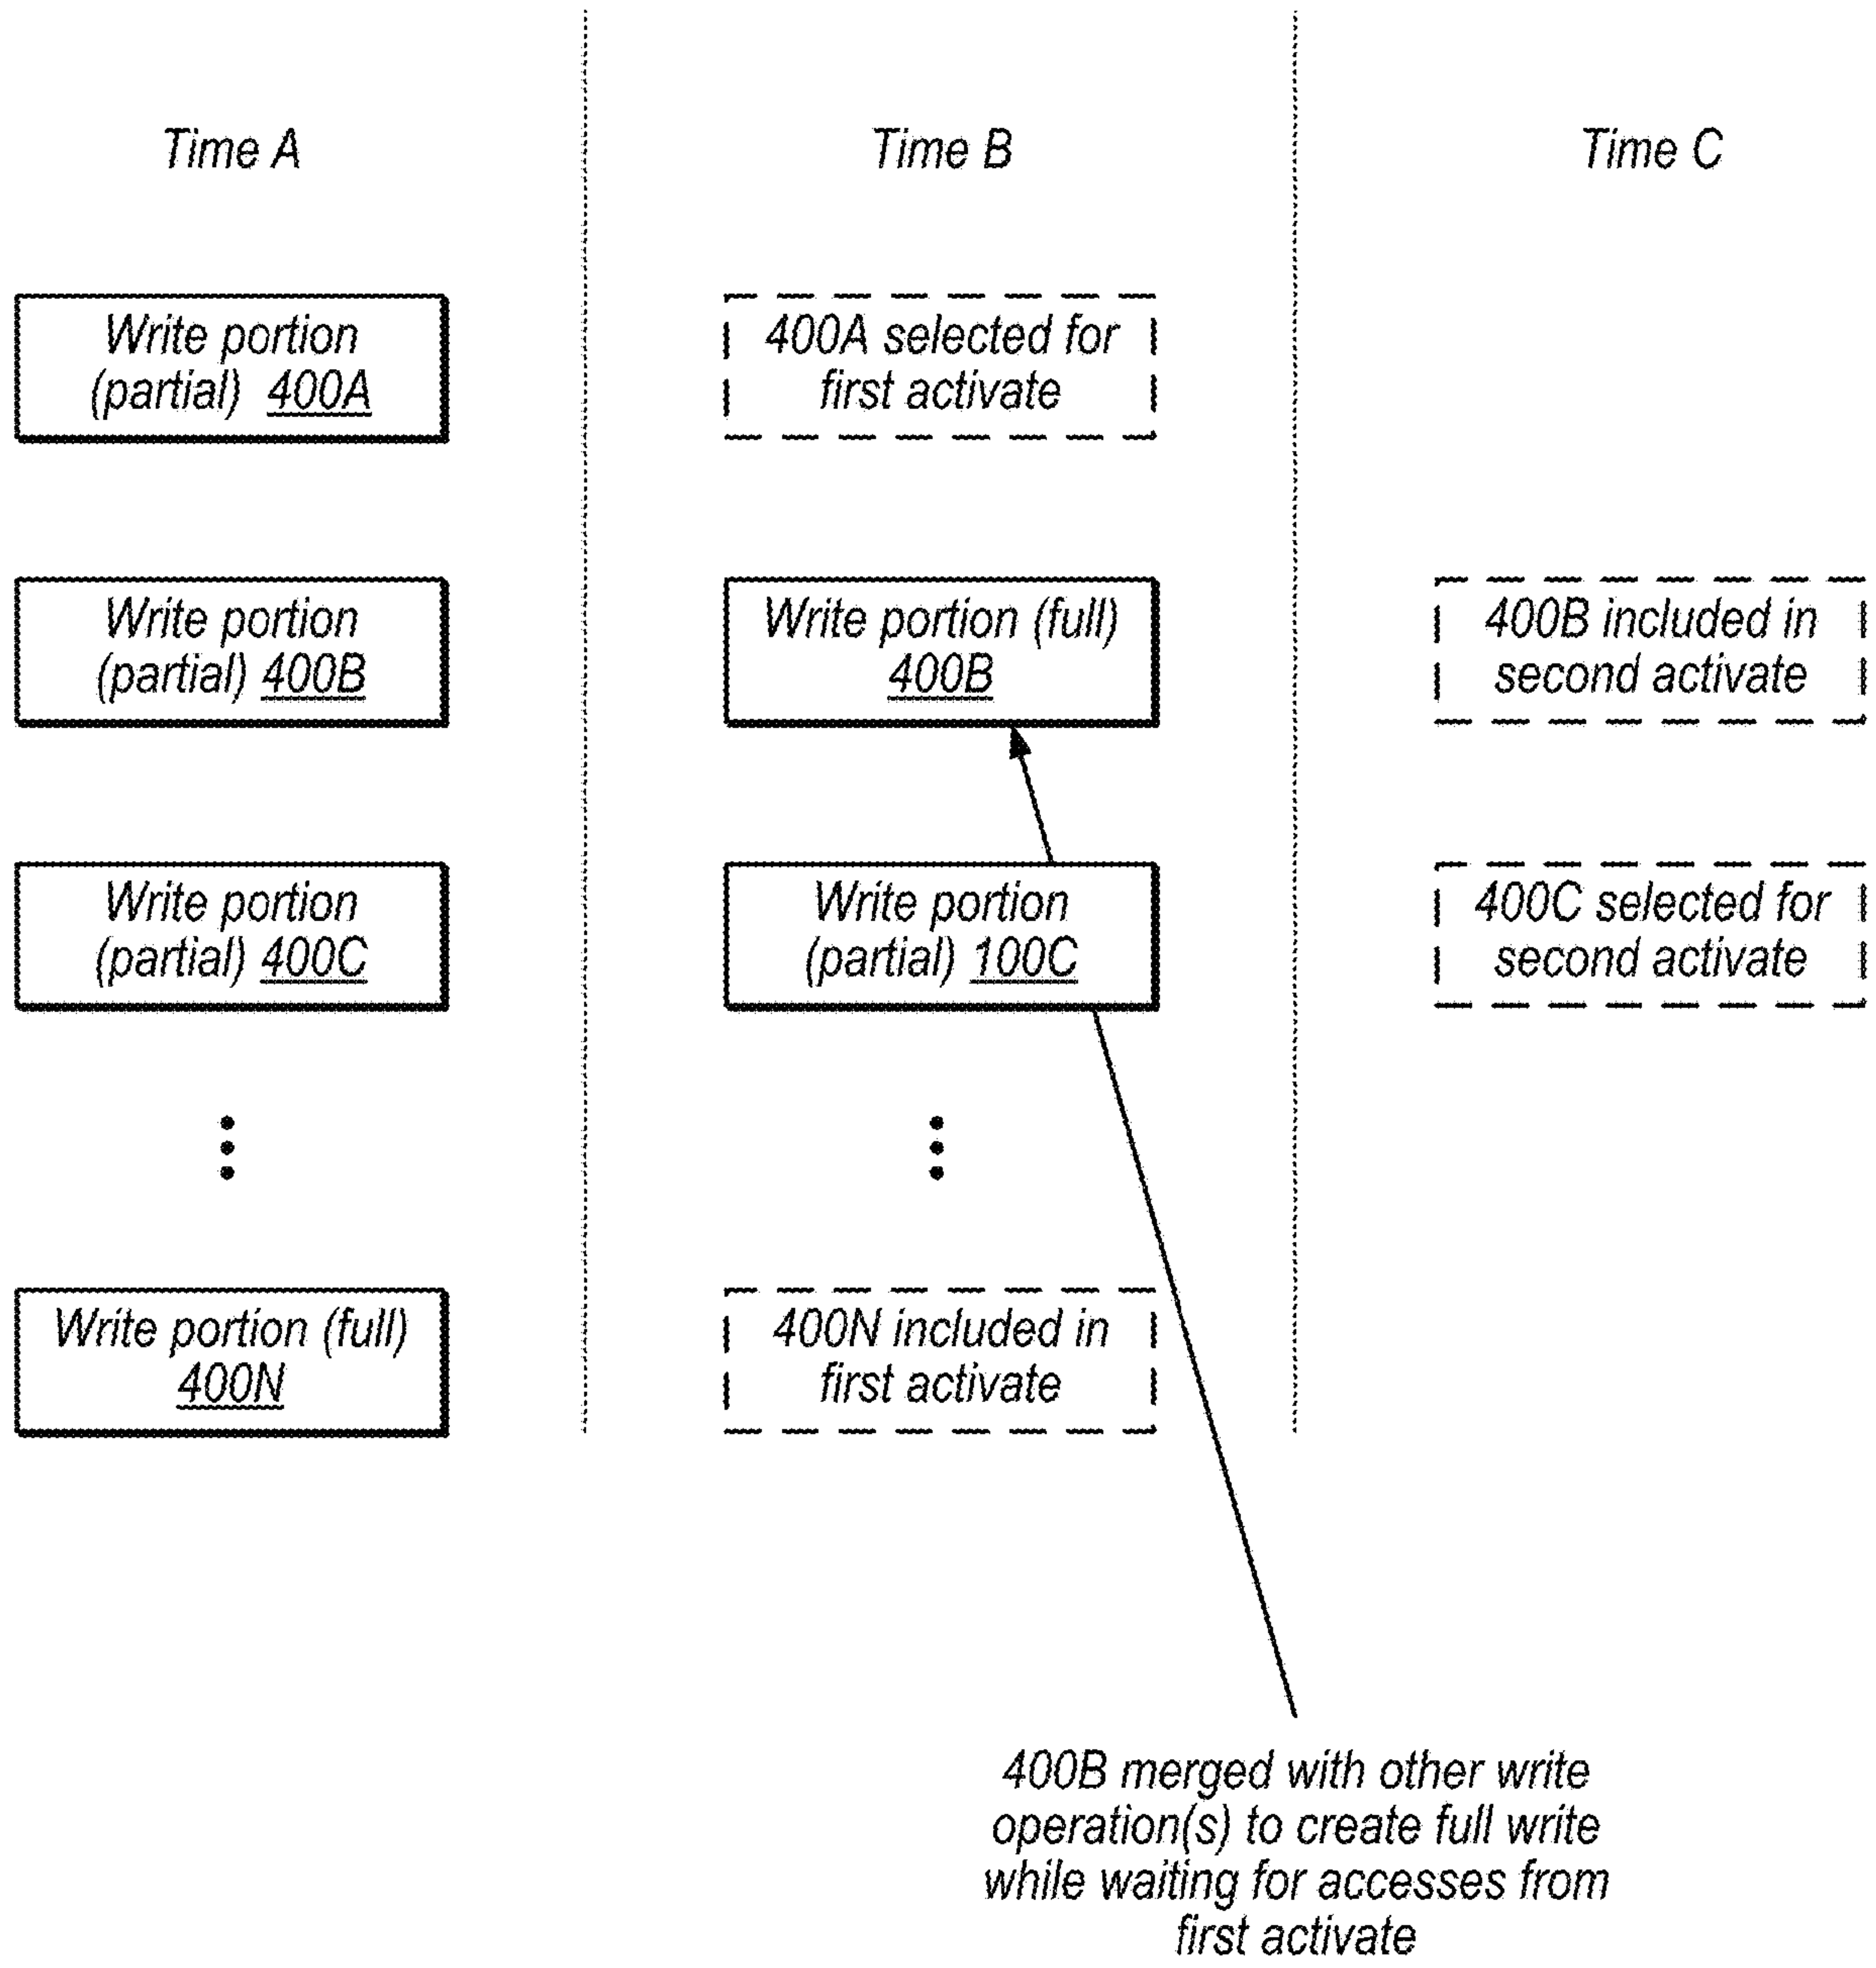 Time A
Time B
Time C
Write portion
(partial) 400A
400A selected for
first activate
Write portion
(partial) 400B
Write portion (full)
400B
400B included in
second activate
Write portion
(partial) 400C
Write portion
(partial) 100C
400C selected for
second activate
Write portion (full)
400N
400N included in
first activate
400B merged with other write
operation(s) to create full write
while waiting for accesses from
first activate